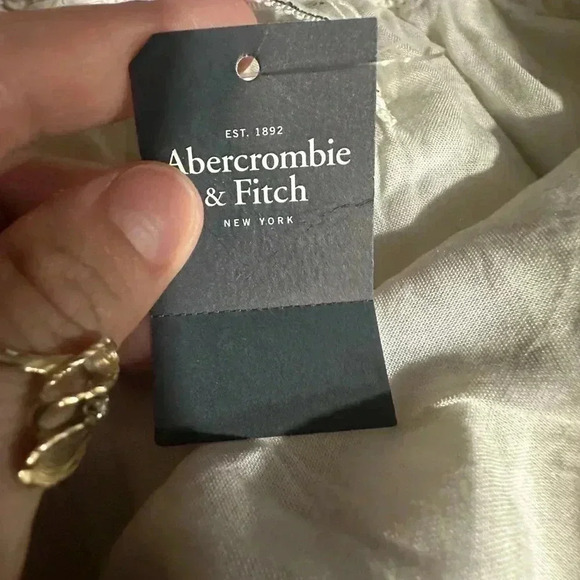 EST. 1892
Abercrombie
& Fitch
NEW YORK